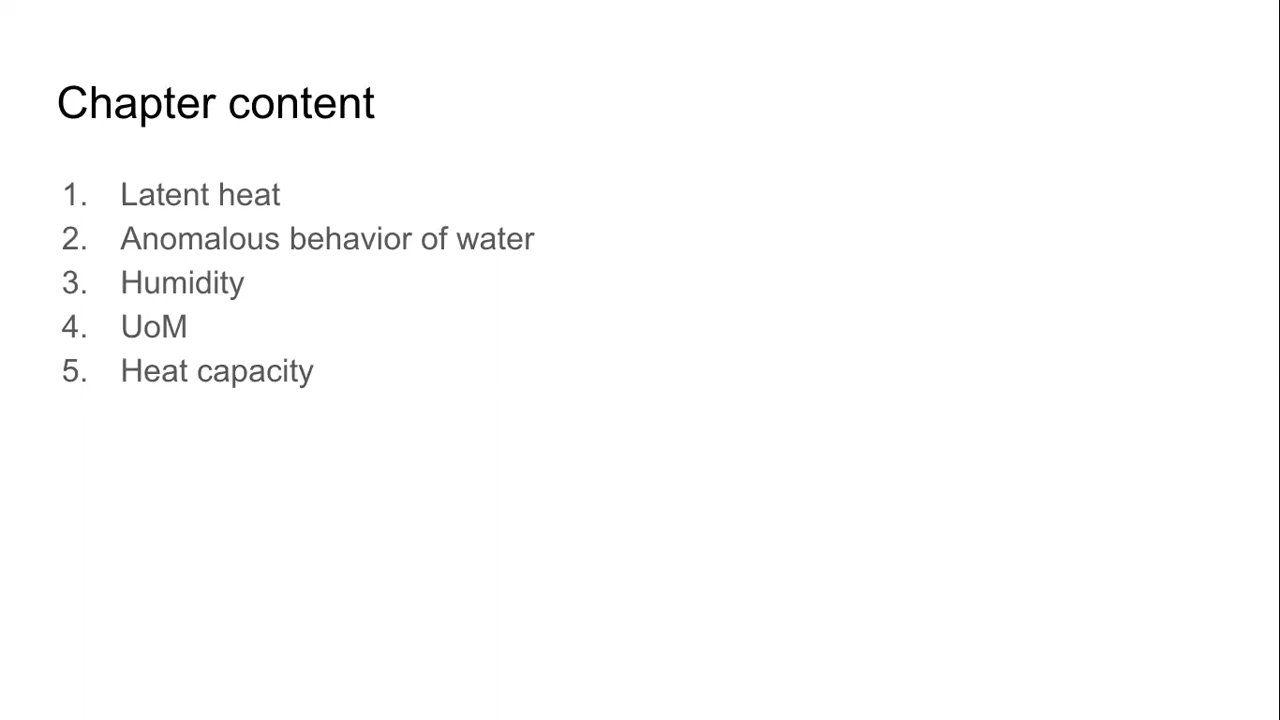 Chapter content
1. Latent heat
2. Anomalous behavior of water
3. Humidity
4. UoM
5. Heat capacity